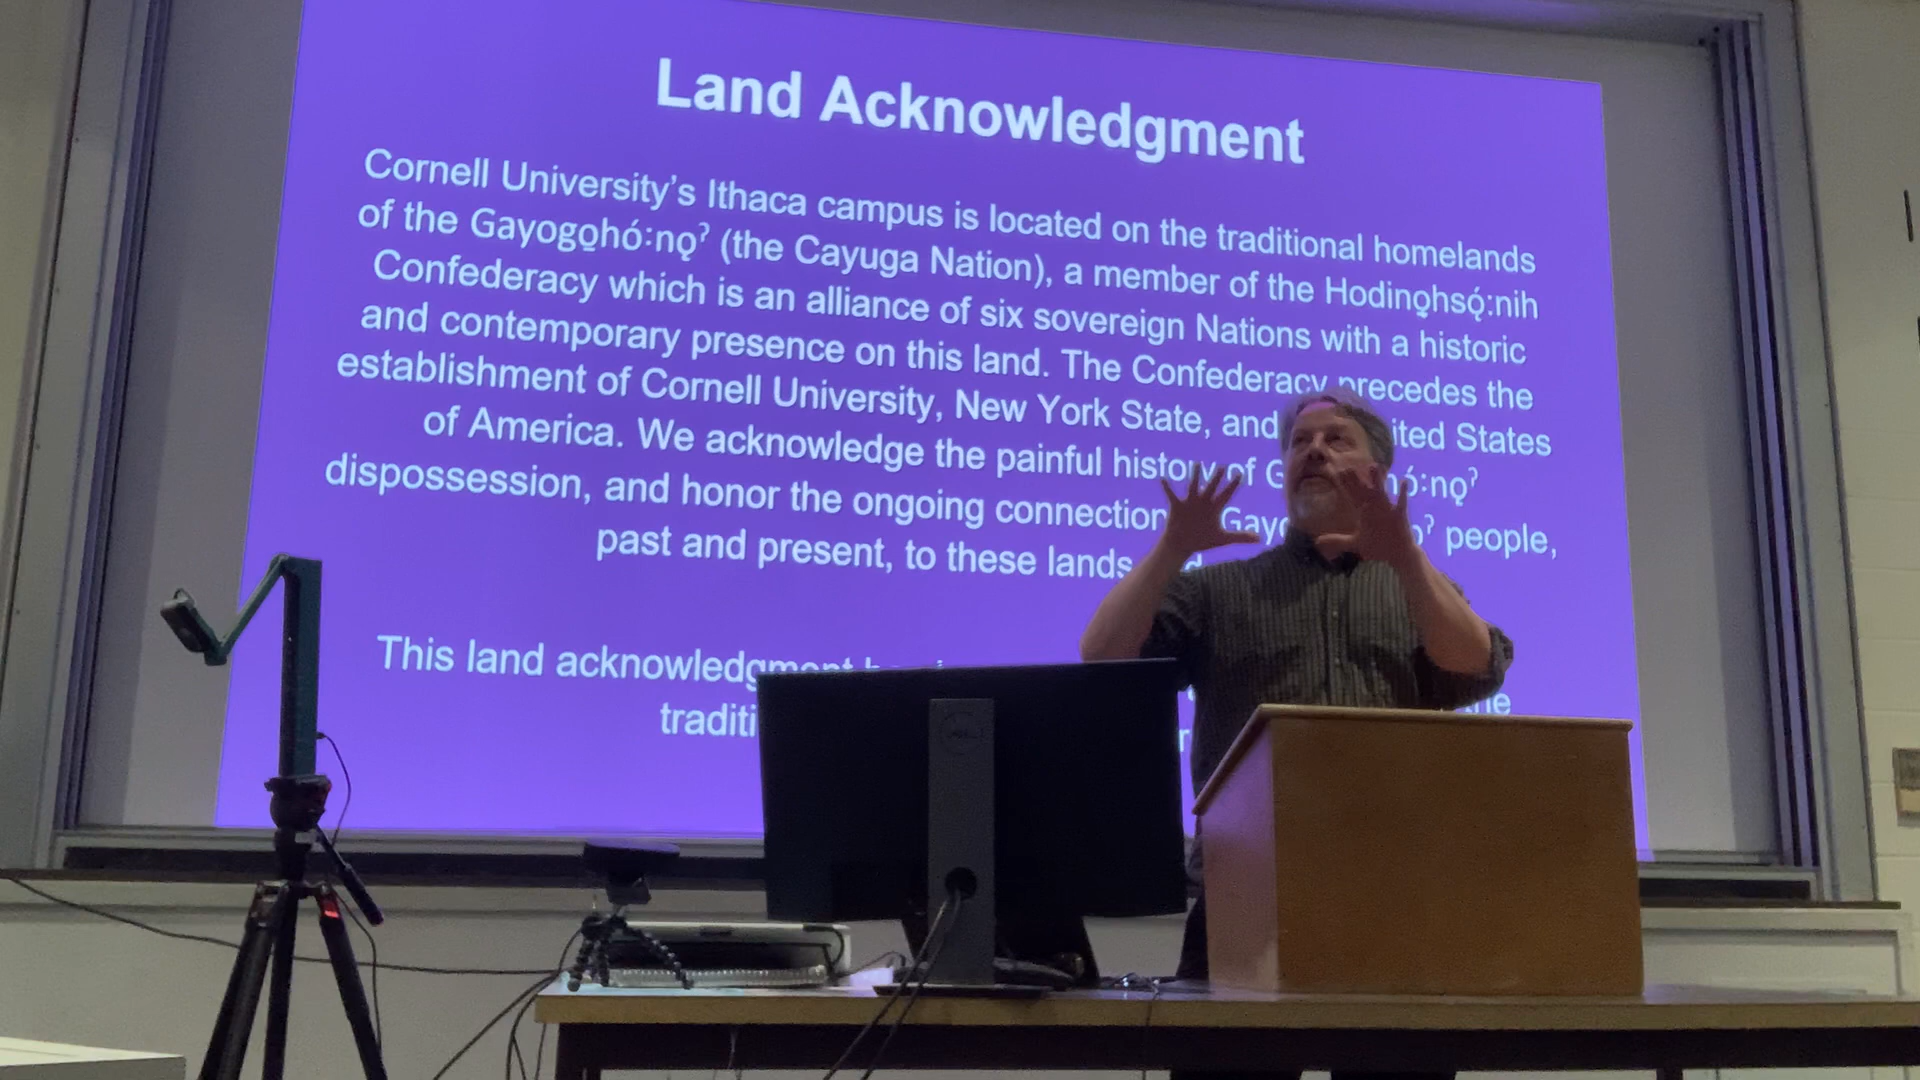 Land Acknowledgment
Cornell University's Ithaca campus is located on the traditional homelands
of the Gayogo̱hó:nǫˀ (the Cayuga Nation), a member of the Hodinǫ̱hsǫ́:nih
Confederacy which is an alliance of six sovereign Nations with a historic
and contemporary presence on this land. The Confederacy precedes the
establishment of Cornell University, New York State, and States
of America. We acknowledge the painful history of
dispossession, and honor the ongoing connection people,
past and present, to these lands
This land acknowledgment